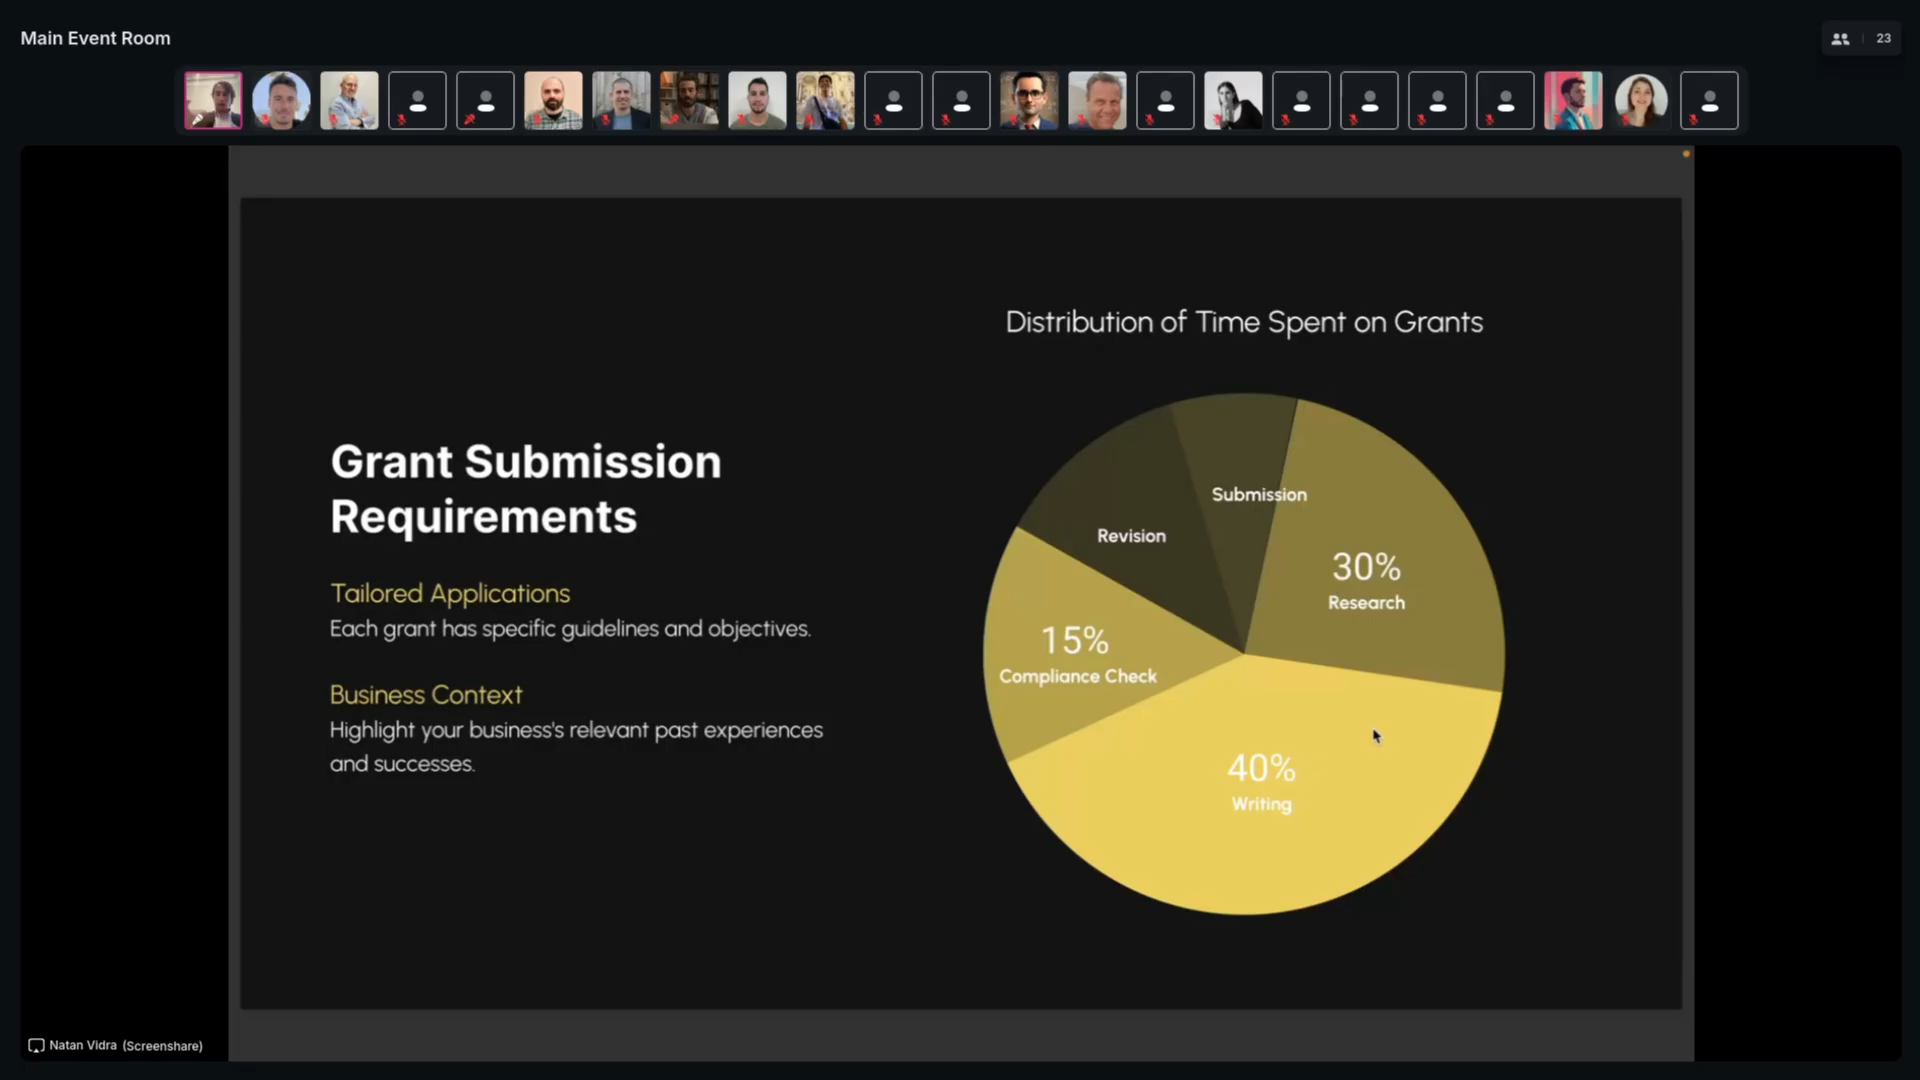 Main Event Room
23
Distribution of Time Spent on Grants
Grant Submission
Requirements
Tailored Applications
Each grant has specific guidelines and objectives.
Business Context
Highlight your business's relevant past experiences
and successes.
Submission
Revision
30%
Research
15%
Compliance Check
40%
Writing
Natan Vidra (Screenshare)